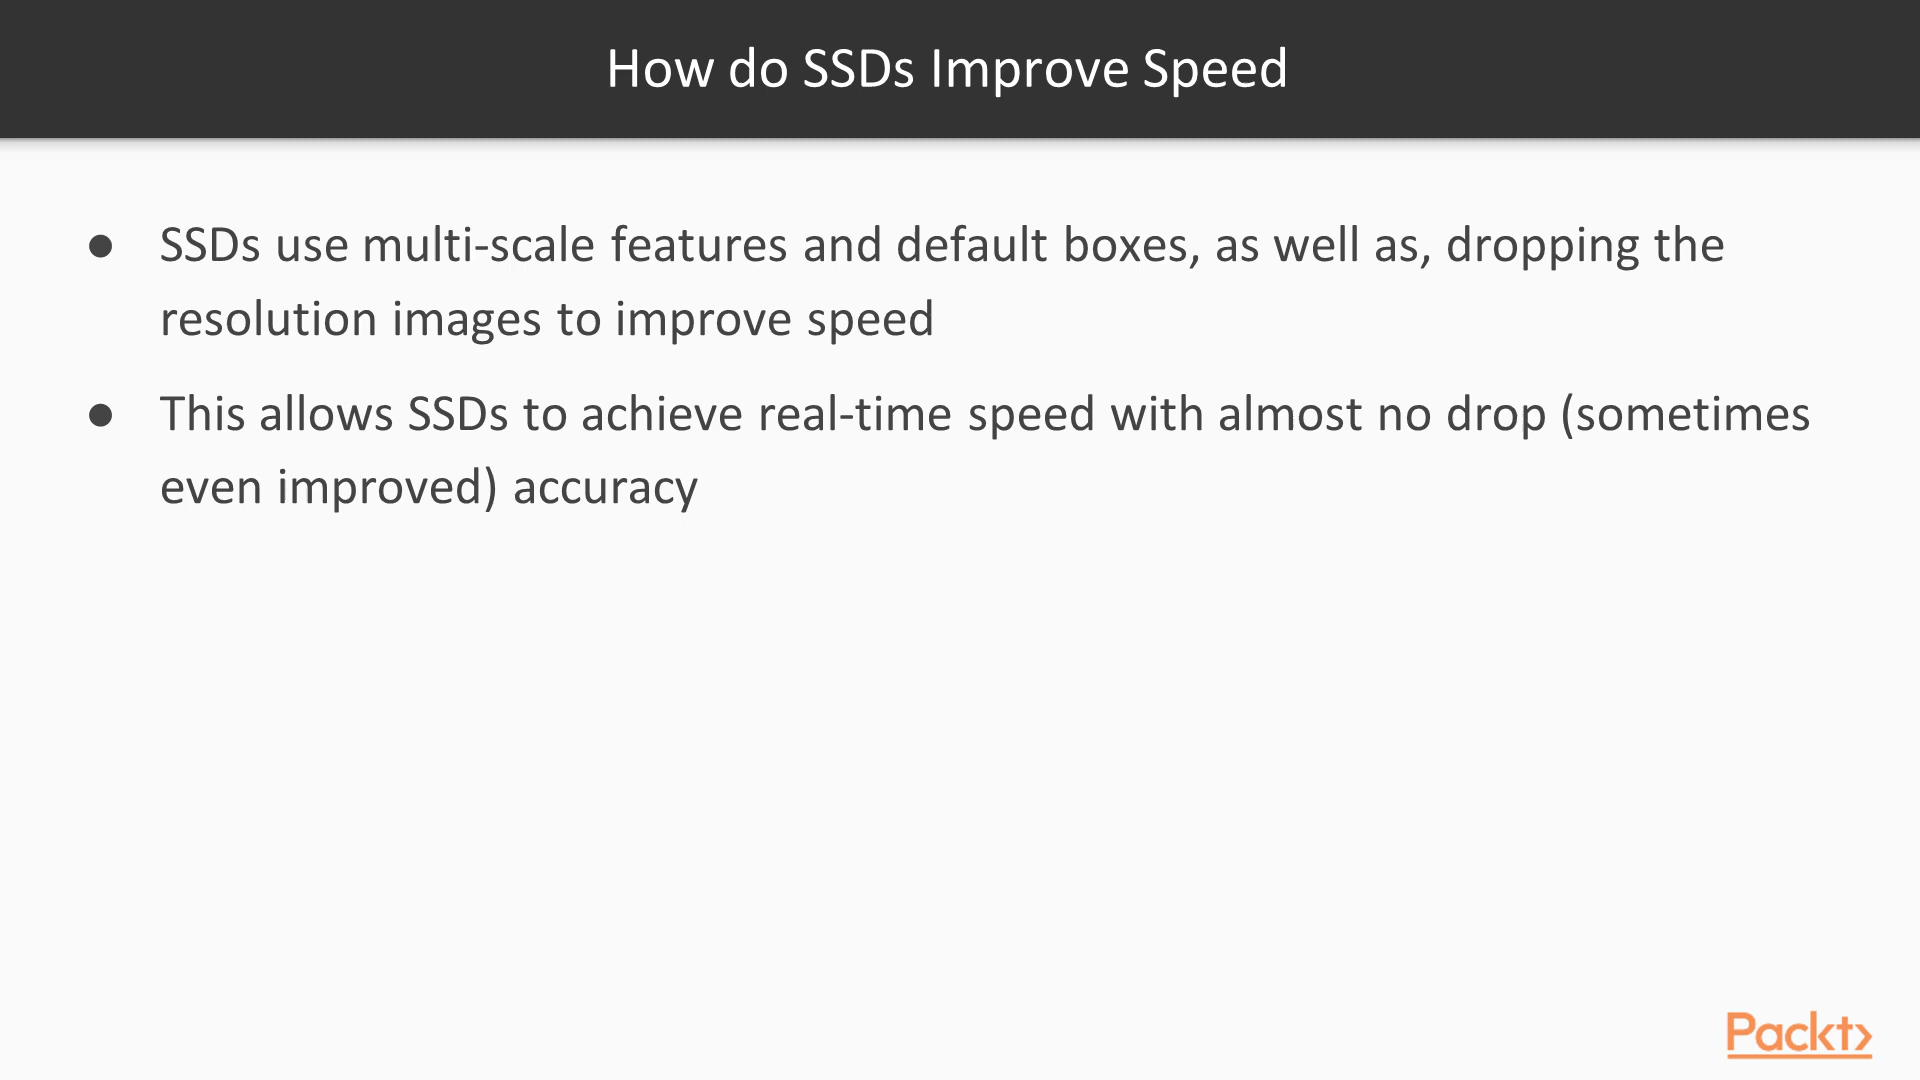 How do SSDs Improve Speed
● SSDs use multi-scale features and default boxes, as well as, dropping the
resolution images to improve speed
● This allows SSDs to achieve real-time speed with almost no drop (sometimes
even improved) accuracy
Packt>